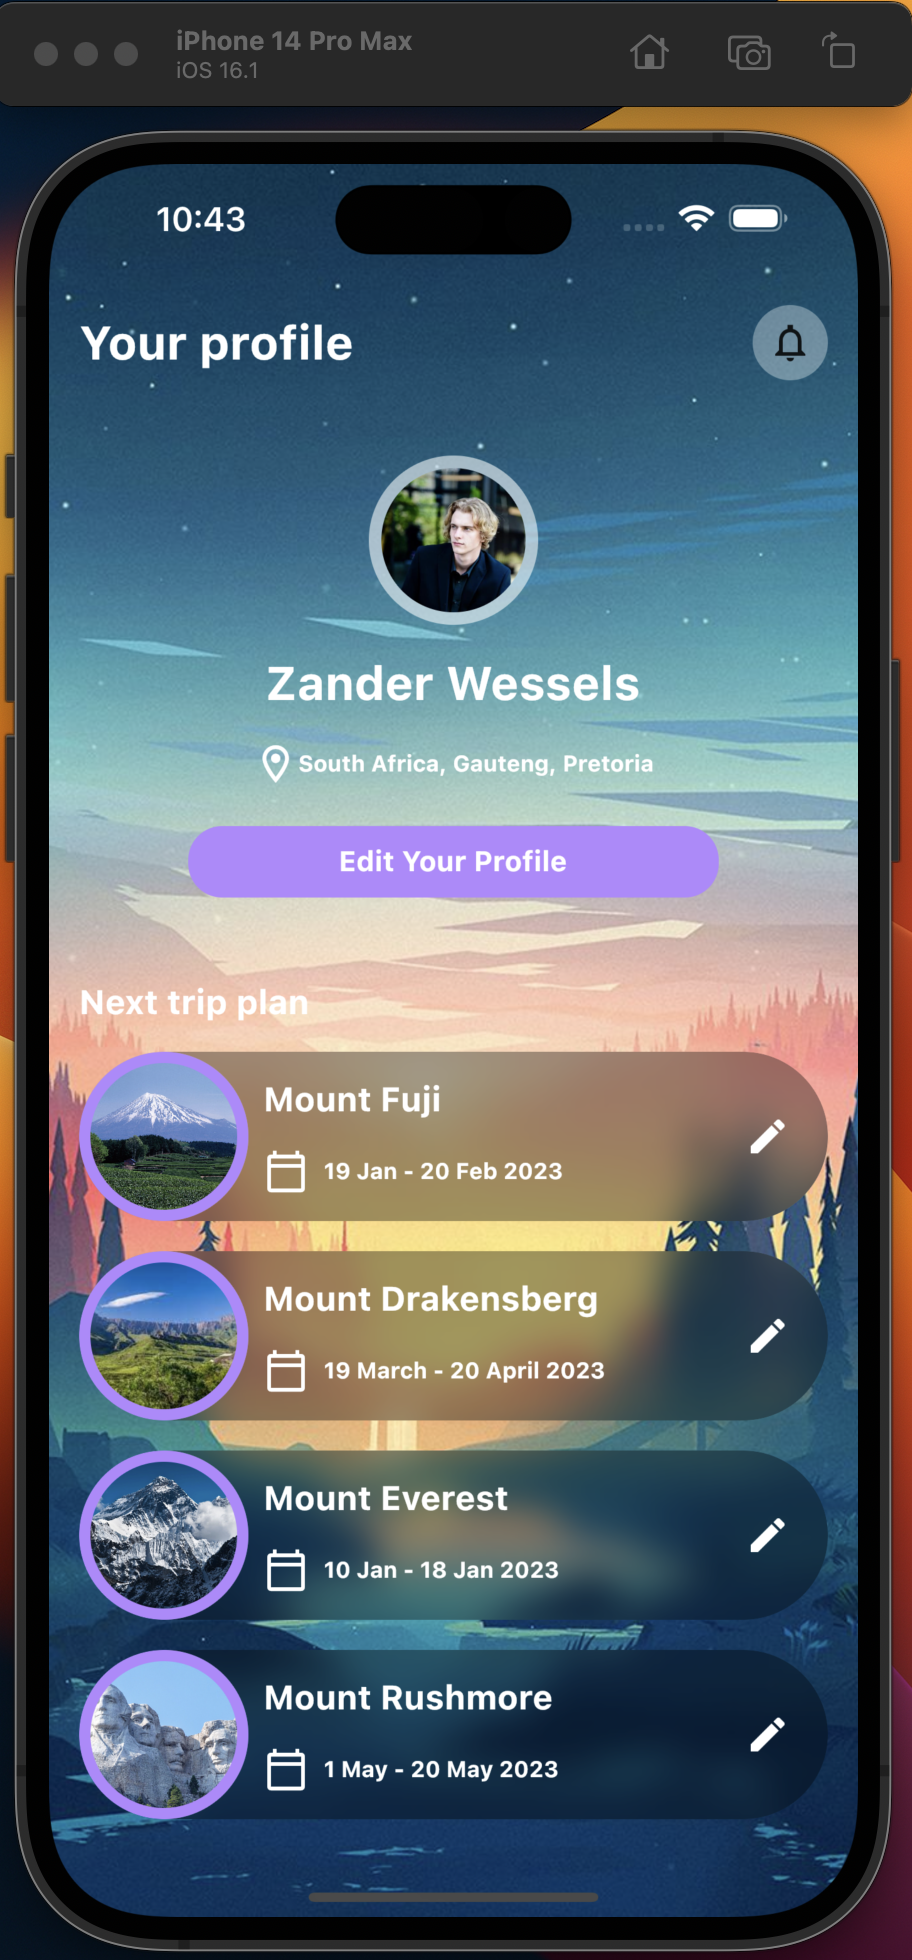 iPhone 14 Pro Max
iOS 16.1
10:43
Your profile
Zander Wessels
South Africa, Gauteng, Pretoria
Edit Your Profile
Next trip plan
Mount Fuji
19 Jan - 20 Feb 2023
Mount Drakensberg
19 March - 20 April 2023
Mount Everest
10 Jan - 18 Jan 2023
Mount Rushmore
1 May - 20 May 2023